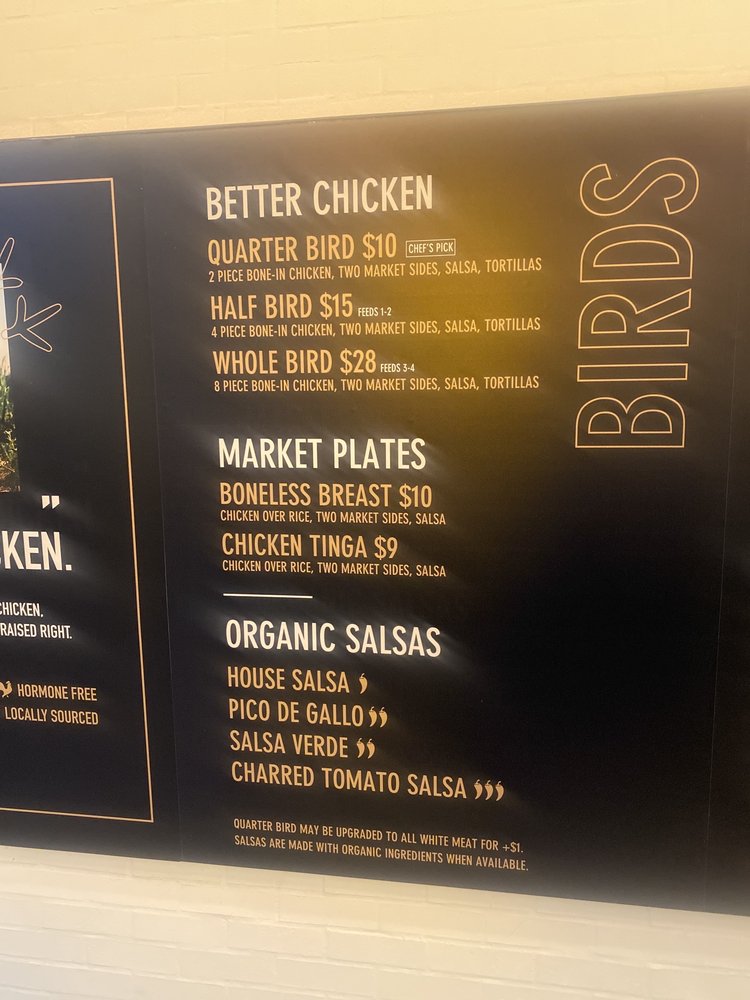 ”
CKEN.
CHICKEN,
RAISED RIGHT.
HORMONE FREE
LOCALLY SOURCED
BETTER CHICKEN
QUARTER BIRD $10 CHEF'S PICK
2 PIECE BONE-IN CHICKEN, TWO MARKET SIDES, SALSA, TORTILLAS
HALF BIRD $15 FEEDS 1-2
4 PIECE BONE-IN CHICKEN, TWO MARKET SIDES, SALSA, TORTILLAS
WHOLE BIRD $28 FEEDS 3-4
8 PIECE BONE-IN CHICKEN, TWO MARKET SIDES, SALSA, TORTILLAS
MARKET PLATES
BONELESS BREAST $10
CHICKEN OVER RICE, TWO MARKET SIDES, SALSA
CHICKEN TINGA $9
CHICKEN OVER RICE, TWO MARKET SIDES, SALSA
ORGANIC SALSAS
HOUSE SALSA
PICO DE GALLO
SALSA VERDE
CHARRED TOMATO SALSA
QUARTER BIRD MAY BE UPGRADED TO ALL WHITE MEAT FOR +$1.
SALSAS ARE MADE WITH ORGANIC INGREDIENTS WHEN AVAILABLE.
BIRDS